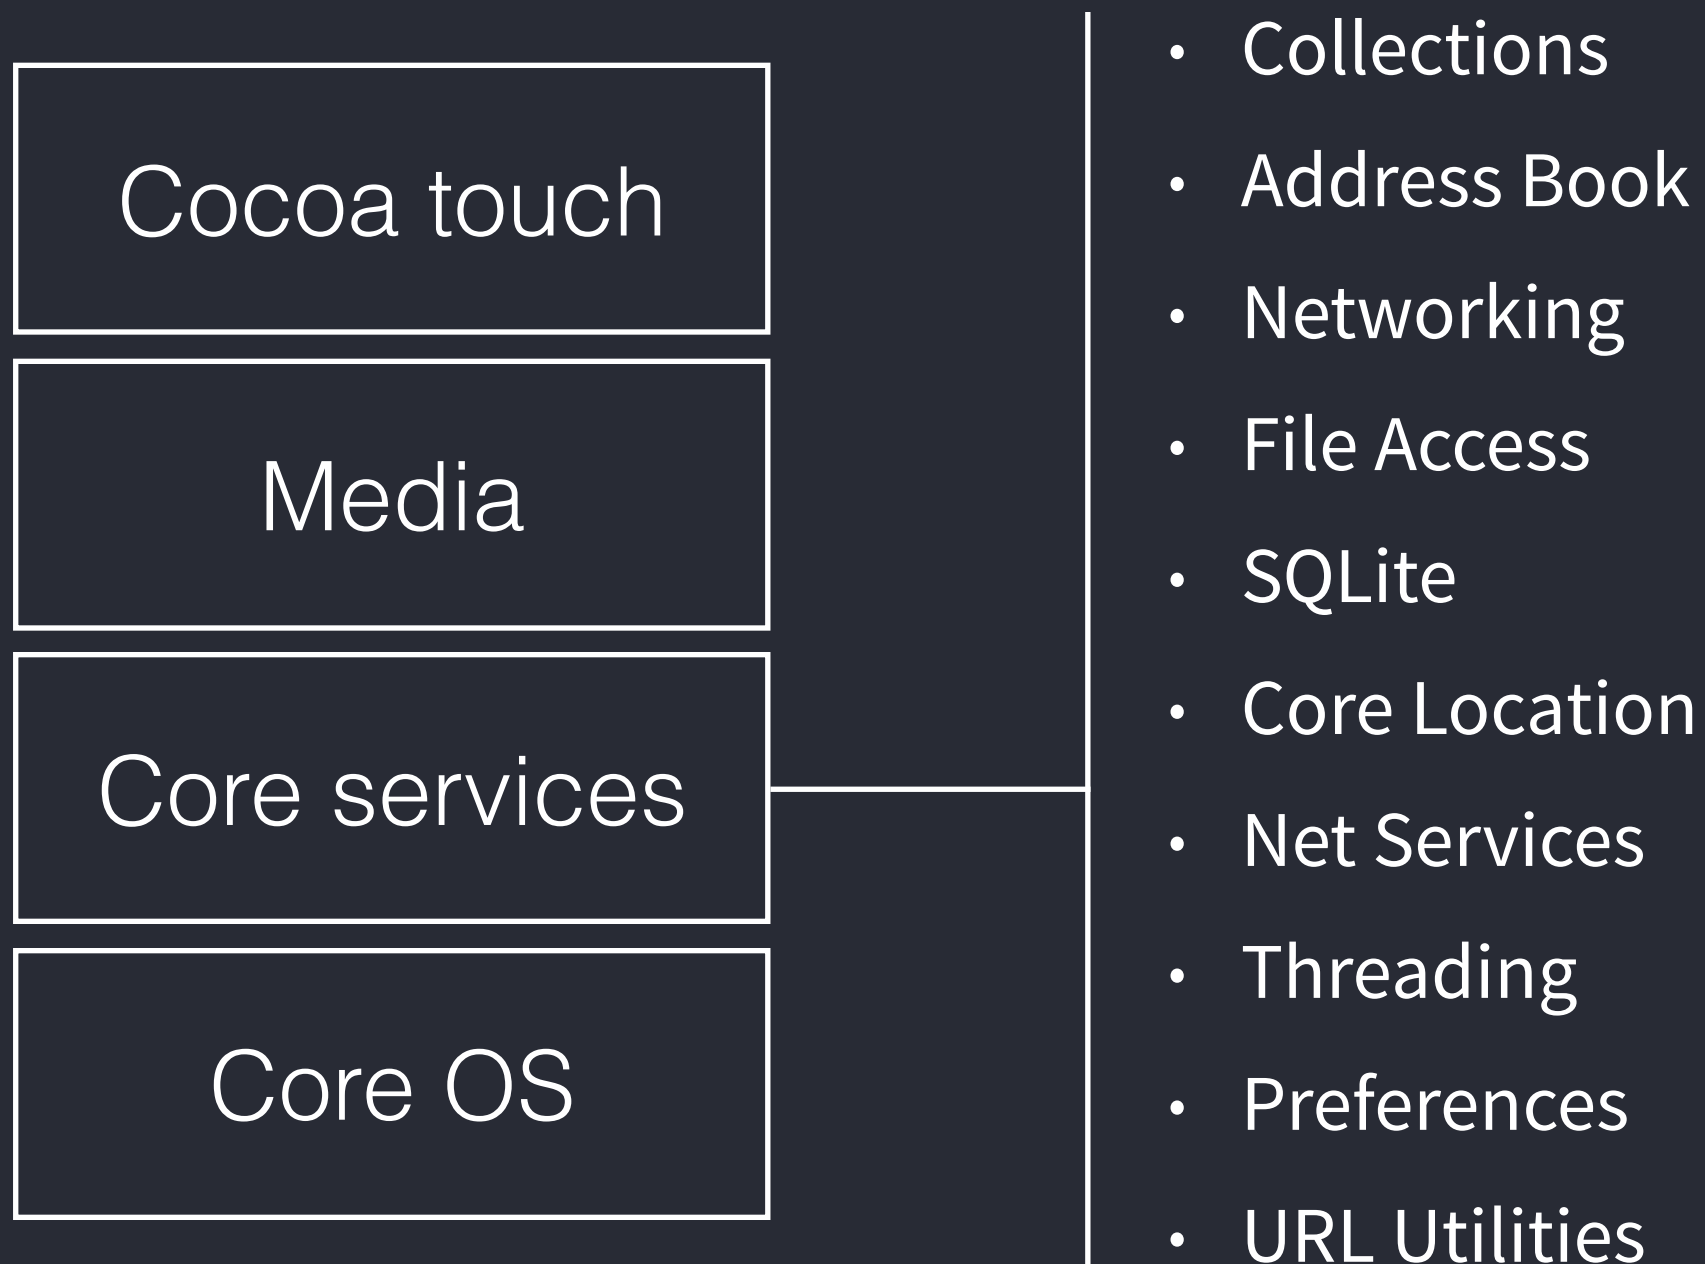 Cocoa touch
Media
Core services
Core OS
• Collections
• Address Book
• Networking
• File Access
• SQLite
• Core Location
• Net Services
• Threading
• Preferences
• URL Utilities